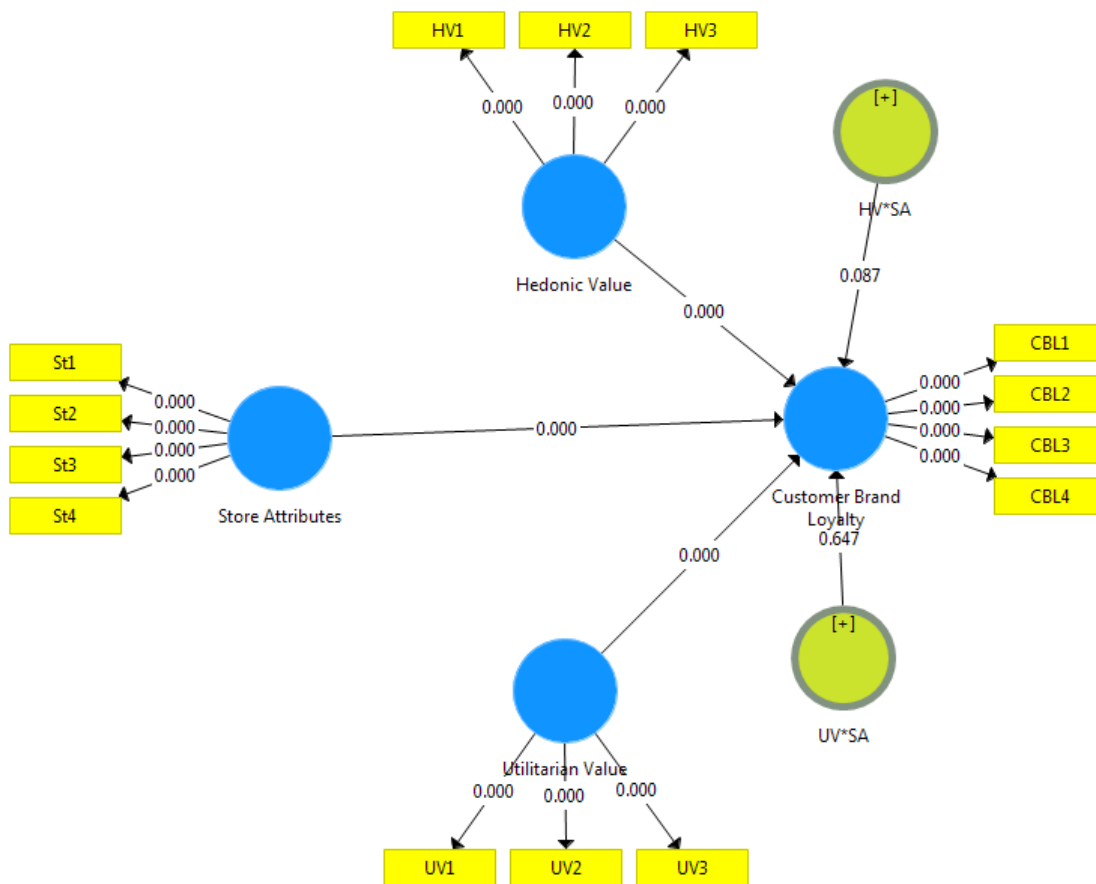 HV1 HV2 HV3
0.000 0.000 0.000
[+]
HV*SA
Hedonic Value
0.087
0.000
St1
St2
St3
St4
0.000
0.000
0.000
0.000
Store Attributes
0.000
CBL1
CBL2
CBL3
CBL4
0.000
0.000
0.000
0.000
Customer Brand
Loyalty
0.647
0.000
[+]
UV*SA
Utilitarian Value
0.000 0.000 0.000
UV1 UV2 UV3